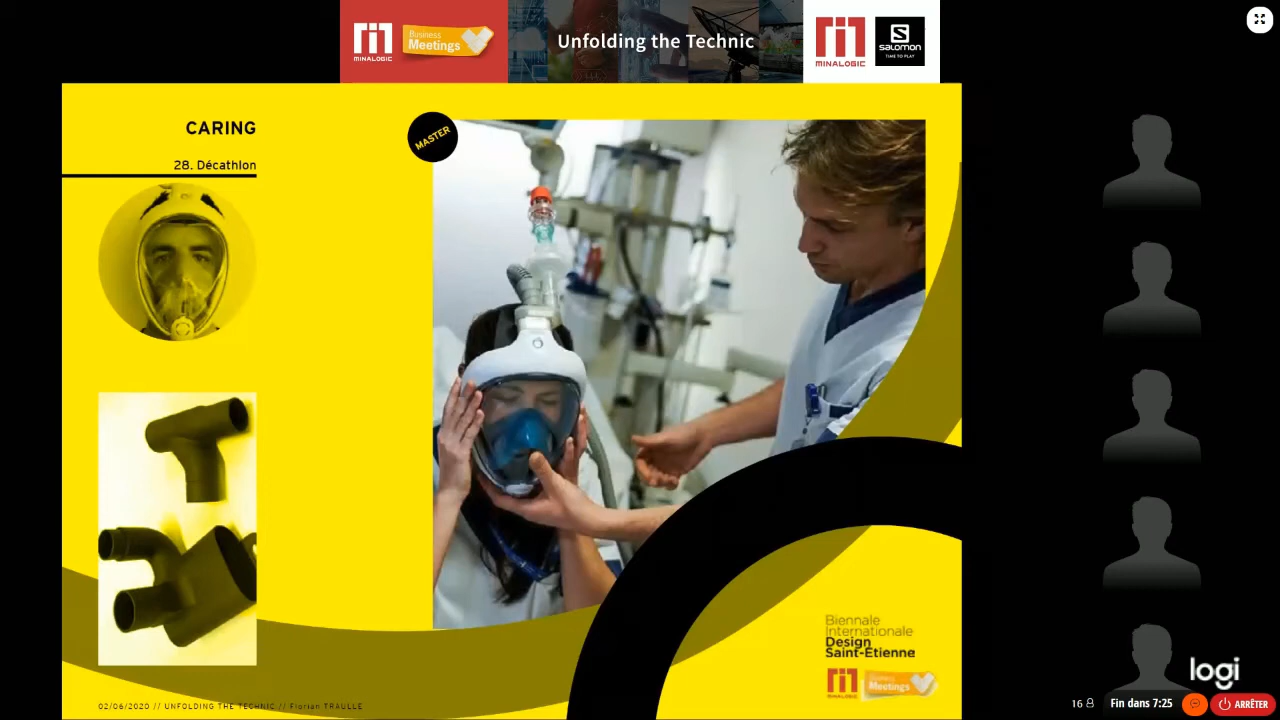 MINALOGIC
Business
Meetings
Unfolding the Technic
MINALOGIC
S
SALOMON
TIME TO PLAY
CARING
MASTER
28. Décathlon
Biennale
Internationale
Design
Saint-Étienne
MINALOGIC
Business
Meetings
02/06/2020 // UNFOLDING THE TECHNIC // Florian TRAULLE
logi
16
Fin dans 7:25
ARRÊTER